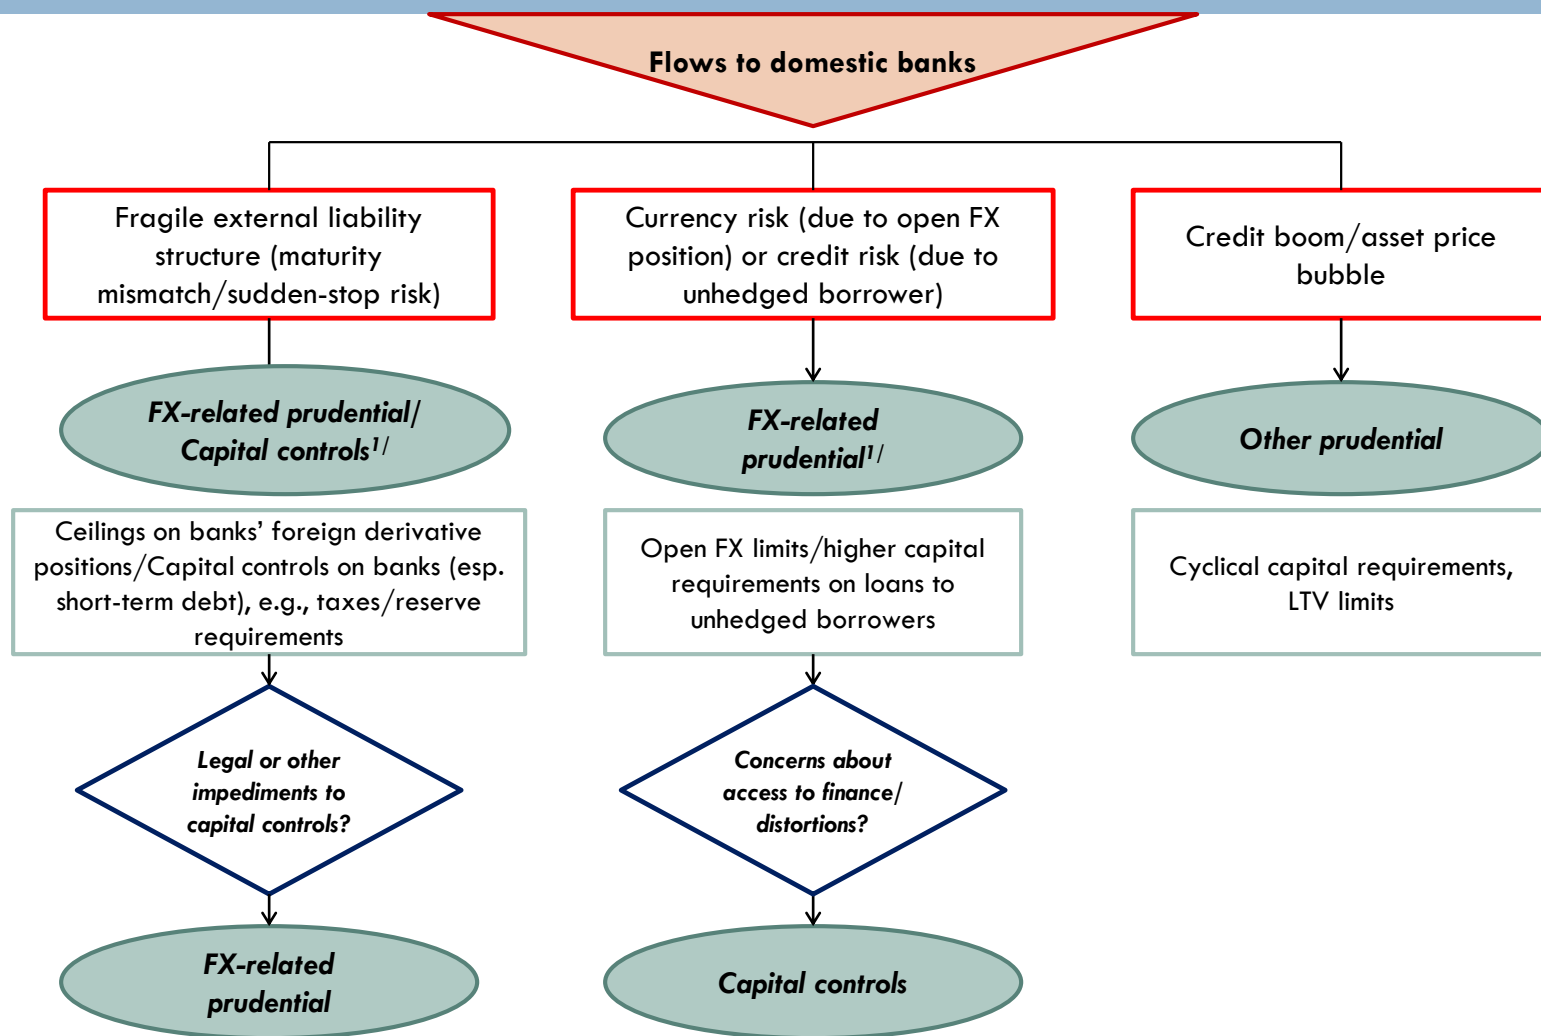 Flows to domestic banks
Fragile external liability
structure (maturity
mismatch/sudden-stop risk)
Currency risk (due to open FX
position) or credit risk (due to
unhedged borrower)
Credit boom/asset price
bubble
FX-related prudential/
Capital controls1/
FX-related
prudential1/
Other prudential
Ceilings on banks’ foreign derivative
positions/Capital controls on banks (esp.
short-term debt), e.g., taxes/reserve
requirements
Open FX limits/higher capital
requirements on loans to
unhedged borrowers
Cyclical capital requirements,
LTV limits
Legal or other
impediments to
capital controls?
Concerns about
access to finance/
distortions?
FX-related
prudential
Capital controls